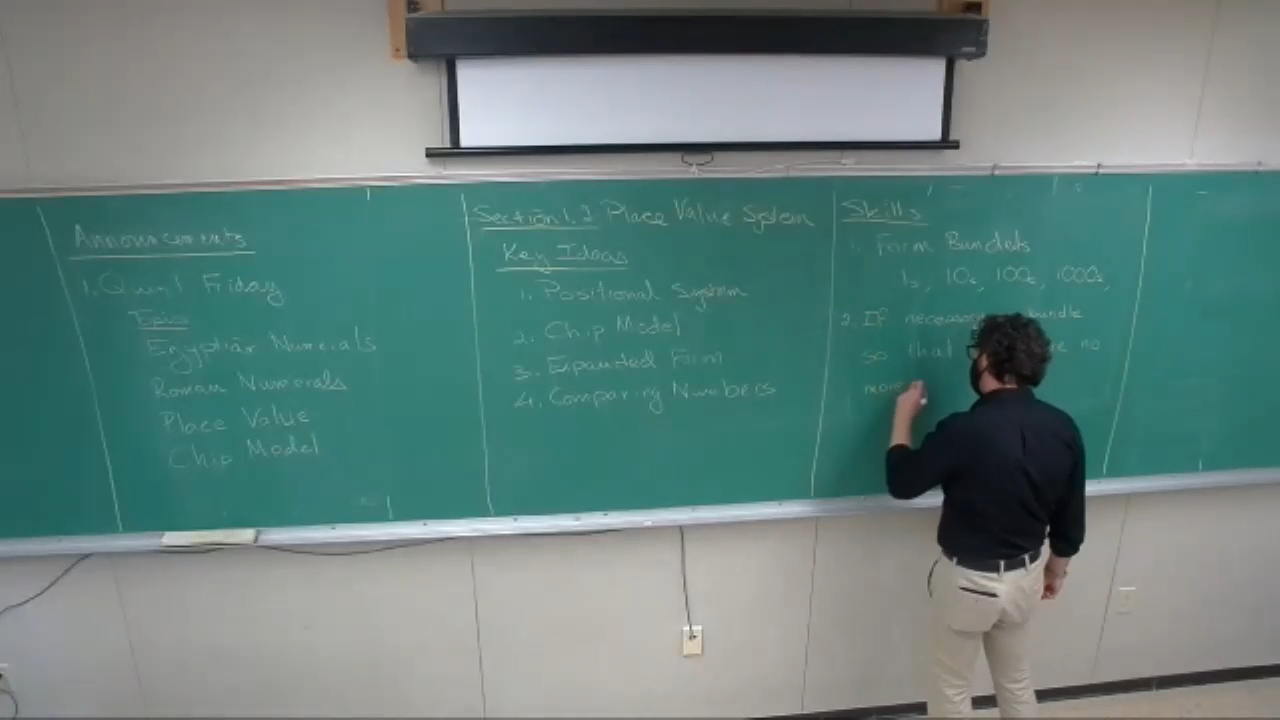 Announcements
1. Quiz 1 Friday
Topics
Egyptian Numerals
Roman Numerals
Place Value
Chip Model
Section 1.2 Place Value System
Key Ideas
1. Positional System
2. Chip Model
3. Expanded Form
4. Comparing Numbers
Skills
1. Form Bundles
1s, 10s, 100s, 1000s,
2. If necessary bundle
so that no
more